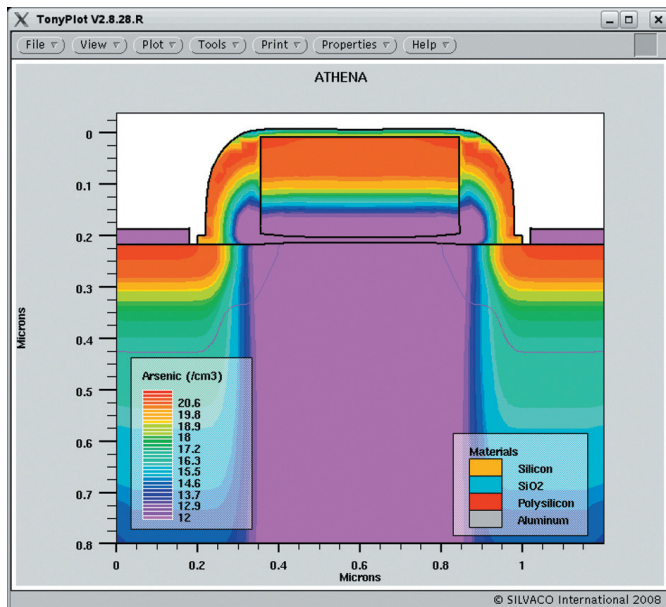 TonyPlot V2.8.28.R
File View Plot Tools Print Properties Help
ATHENA
Microns
0
0.1
0.2
0.3
0.4
0.5
0.6
0.7
0.8
Arsenic (/cm3)
20.6
19.8
18.9
18
17.2
16.3
15.5
14.6
13.7
12.9
12
Materials
Silicon
SiO2
Polysilicon
Aluminum
0 0.2 0.4 0.6 0.8 1
Microns
© SILVACO International 2008